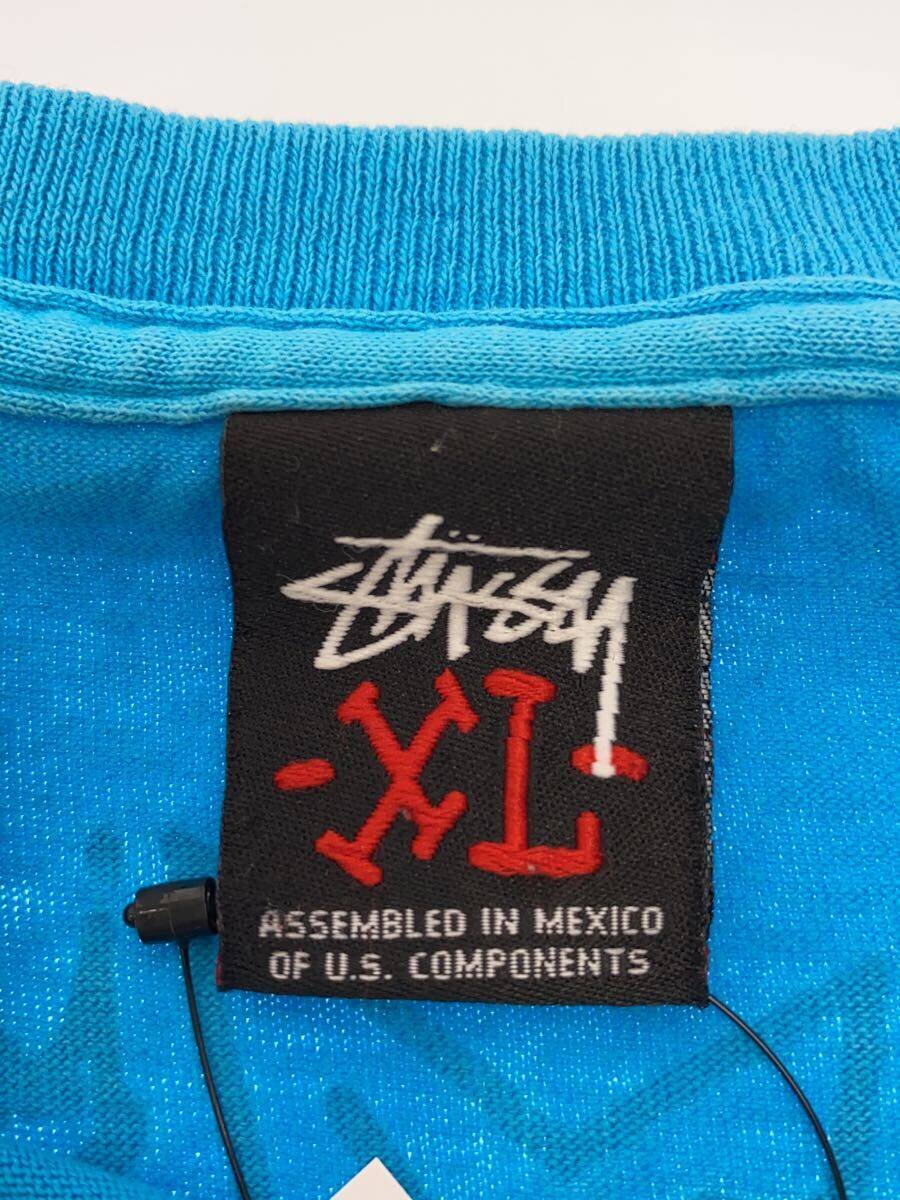 Stüssy
-XL-
ASSEMBLED IN MEXICO
OF U.S. COMPONENTS